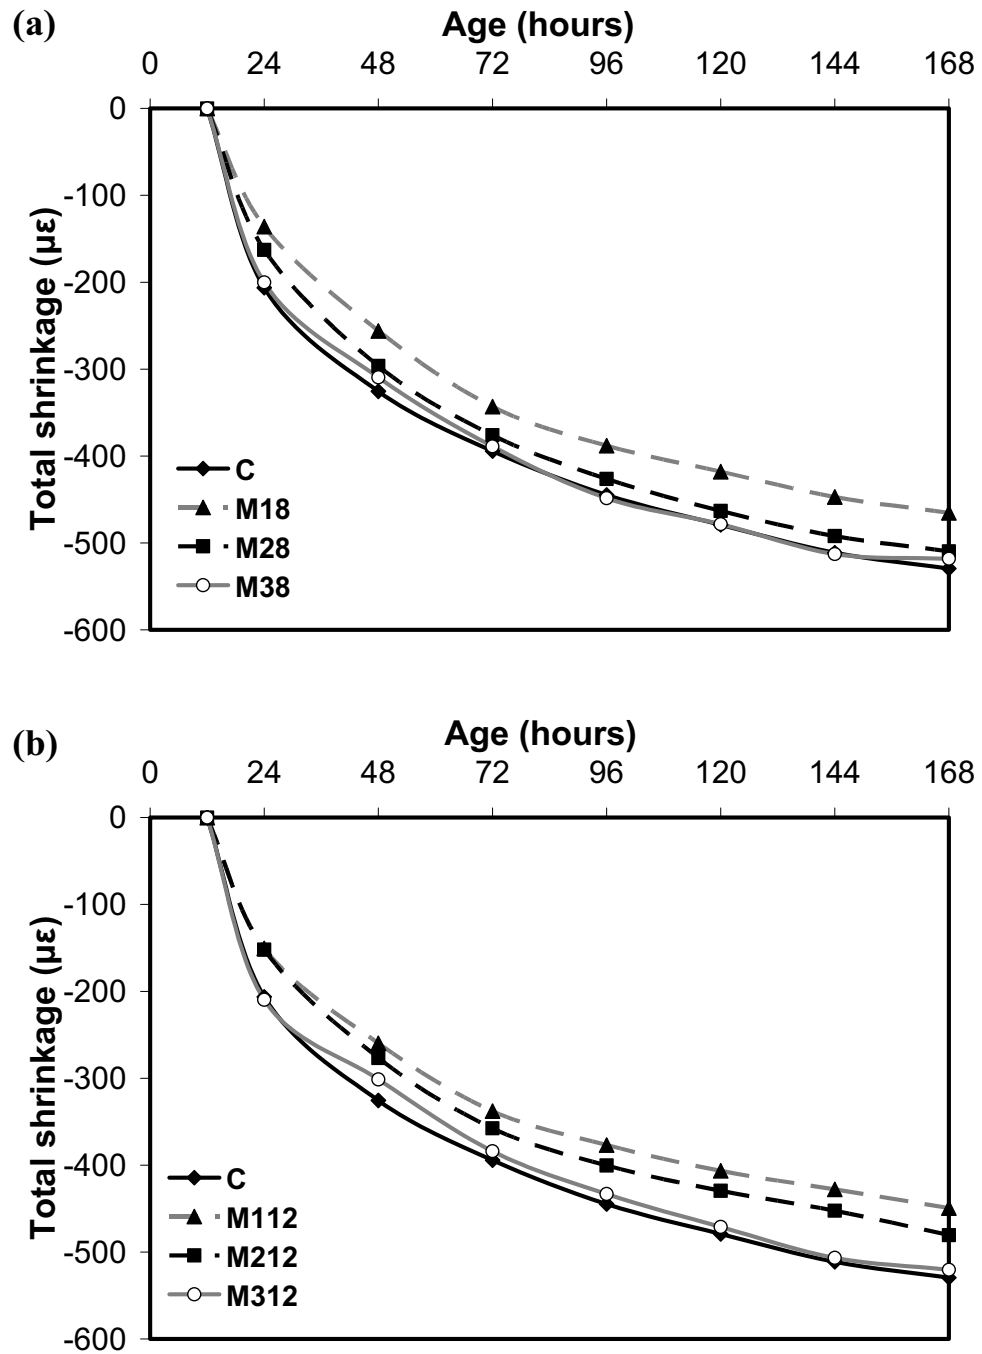 (a)
Age (hours)
0 24 48 72 96 120 144 168
Total shrinkage (με)
0
-100
-200
-300
-400
-500
-600
C
M18
M28
M38
(b)
Age (hours)
0 24 48 72 96 120 144 168
Total shrinkage (με)
0
-100
-200
-300
-400
-500
-600
C
M112
M212
M312